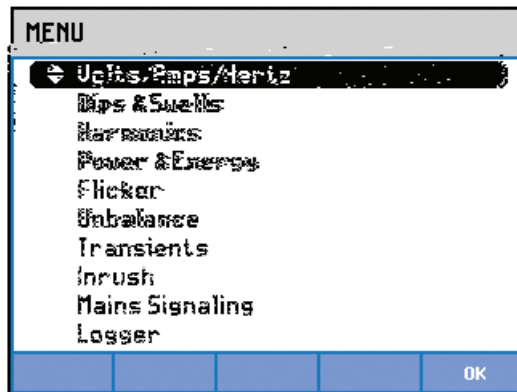 MENU
Volts/Amps/Hertz
Dips & Swells
Harmonics
Power & Energy
Flicker
Unbalance
Transients
Inrush
Mains Signaling
Logger
OK